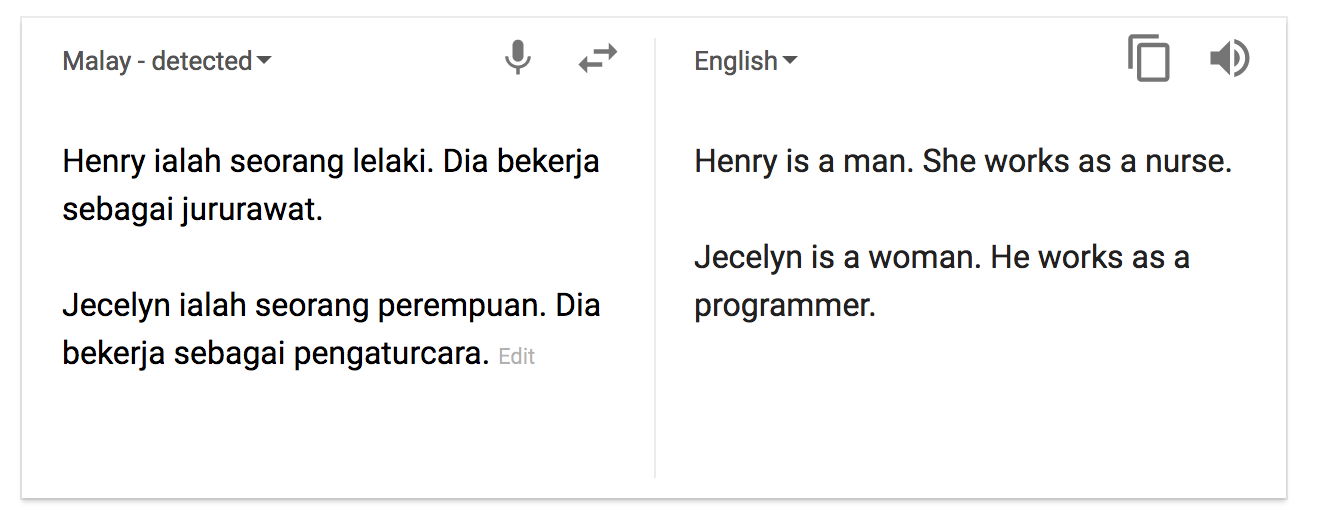 Malay - detected
English
Henry ialah seorang lelaki. Dia bekerja
sebagai jururawat.
Jecelyn ialah seorang perempuan. Dia
bekerja sebagai pengaturcara. Edit
Henry is a man. She works as a nurse.
Jecelyn is a woman. He works as a
programmer.